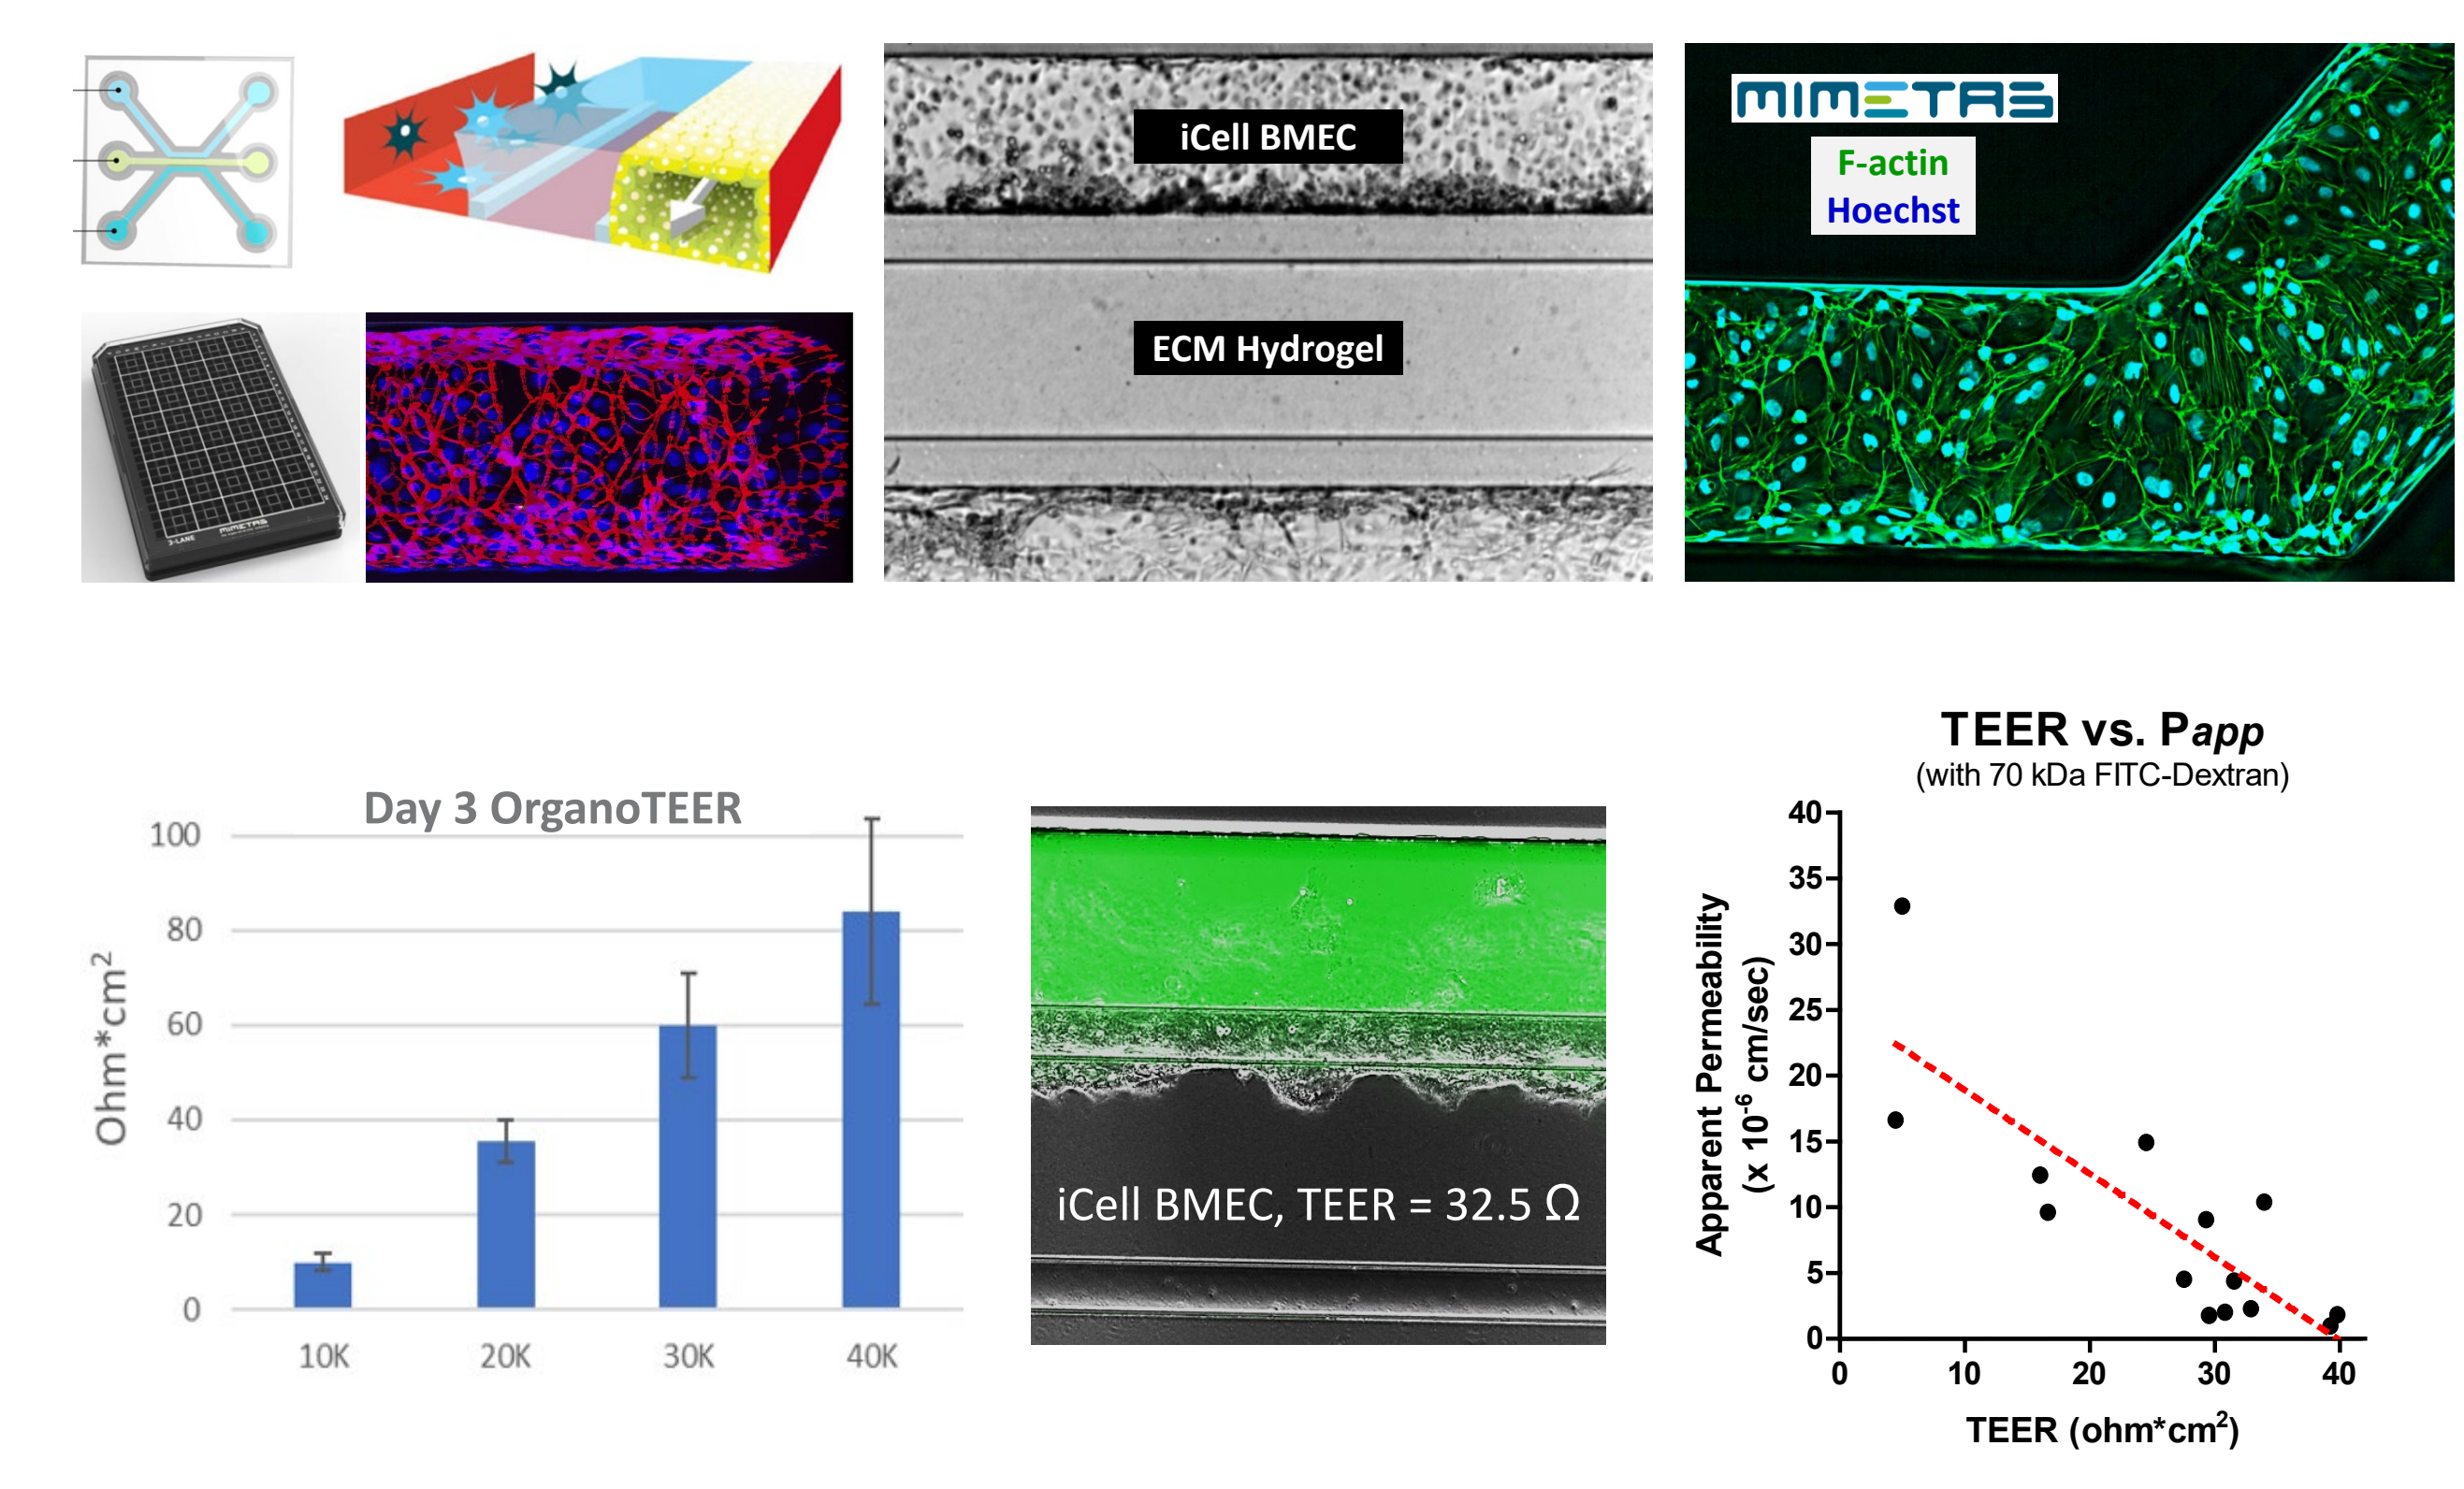 iCell BMEC
ECM Hydrogel
MIMETAS
F-actin
Hoechst
MIMETAS
3-LANE
Day 3 OrganoTEER
Ohm*cm²
100
80
60
40
20
0
10K
20K
30K
40K
iCell BMEC, TEER = 32.5 Ω
TEER vs. Papp
(with 70 kDa FITC-Dextran)
Apparent Permeability
(x 10⁻⁶ cm/sec)
40
35
30
25
20
15
10
5
0
0
10
20
30
40
TEER (ohm*cm²)